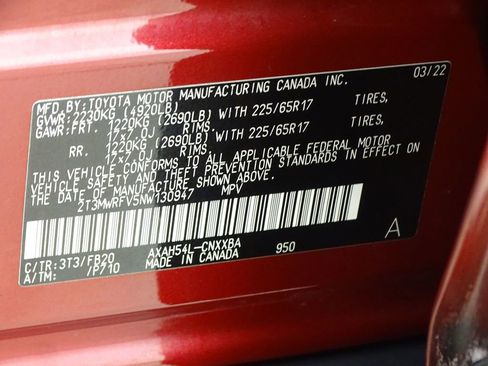 MFD. BY: TOYOTA MOTOR MANUFACTURING CANADA INC. 03/22
GVWR: 2230KG (4920LB)
GAWR: FRT. 1220KG (2690LB) WITH 225/65R17 TIRES,
17x7.0J RIMS,
RR. 1220KG (2690LB) WITH 225/65R17 TIRES,
THIS VEHICLE CONFORMS TO ALL APPLICABLE FEDERAL MOTOR
VEHICLE SAFETY AND THEFT PREVENTION STANDARDS IN EFFECT ON
THE DATE OF MANUFACTURE SHOWN ABOVE.
2T3MWRFV5NW130947 MPV
A
C/TR:3T3/FB20 AXAH54L-CNXXBA 950
A/TM: /P710 MADE IN CANADA